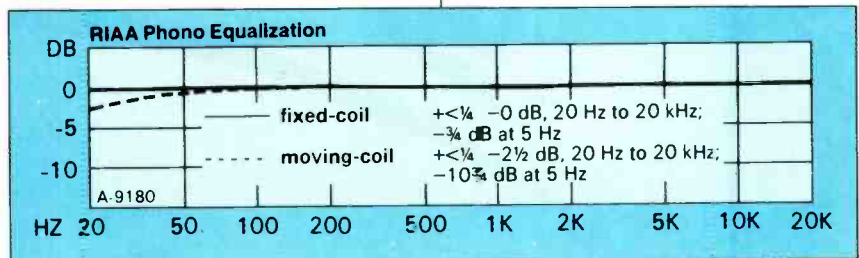 RIAA Phono Equalization
DB
0
-5
-10
fixed-coil +<¼ −0 dB, 20 Hz to 20 kHz;
−¾ dB at 5 Hz
moving-coil +<¼ −2½ dB, 20 Hz to 20 kHz;
−10¾ dB at 5 Hz
A-9180
HZ 20 50 100 200 500 1K 2K 5K 10K 20K